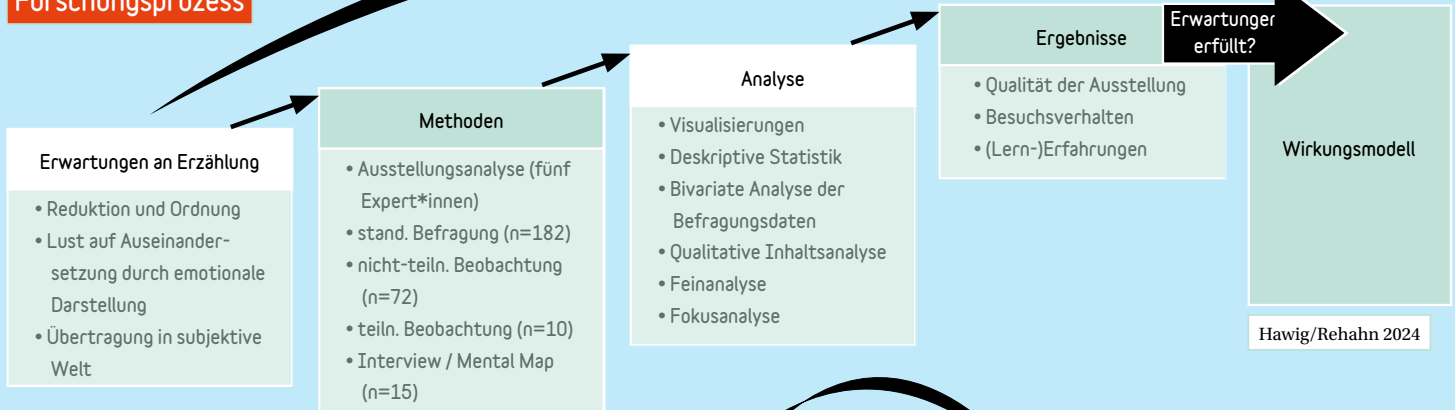 Forschungsprozess
Erwartungen an Erzählung
• Reduktion und Ordnung
• Lust auf Auseinander-
setzung durch emotionale
Darstellung
• Übertragung in subjektive
Welt
Methoden
• Ausstellungsanalyse (fünf
Expert*innen)
• stand. Befragung (n=182)
• nicht-teiln. Beobachtung
(n=72)
• teiln. Beobachtung (n=10)
• Interview / Mental Map
(n=15)
Analyse
• Visualisierungen
• Deskriptive Statistik
• Bivariate Analyse der
Befragungsdaten
• Qualitative Inhaltsanalyse
• Feinanalyse
• Fokusanalyse
Ergebnisse
• Qualität der Ausstellung
• Besuchsverhalten
• (Lern-)Erfahrungen
Erwartungen
erfüllt?
Wirkungsmodell
Hawig/Rehahn 2024